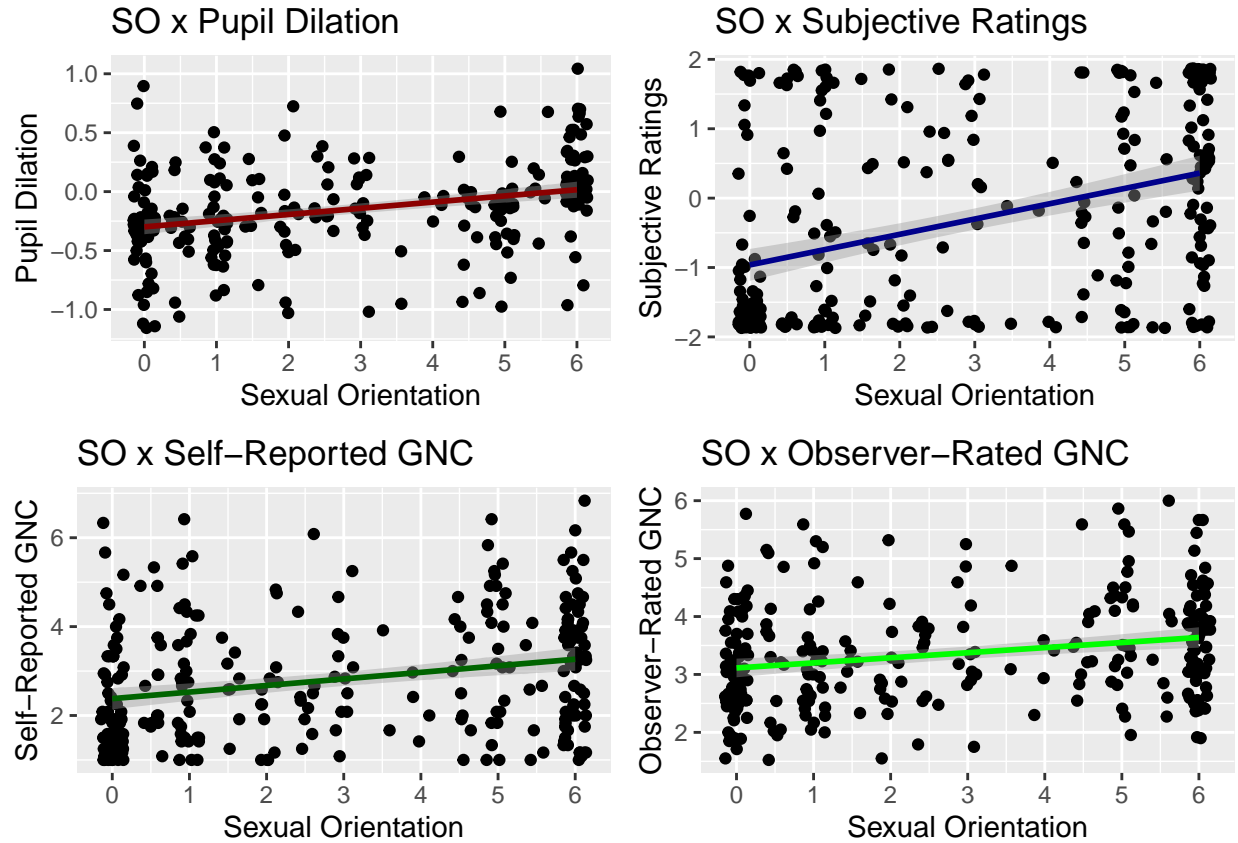 SO x Pupil Dilation
Pupil Dilation
1.0
0.5
0.0
−0.5
−1.0
0 1 2 3 4 5 6
Sexual Orientation
SO x Subjective Ratings
Subjective Ratings
2
1
0
−1
−2
0 1 2 3 4 5 6
Sexual Orientation
SO x Self−Reported GNC
Self−Reported GNC
6
4
2
0 1 2 3 4 5 6
Sexual Orientation
SO x Observer−Rated GNC
Observer−Rated GNC
6
5
4
3
2
0 1 2 3 4 5 6
Sexual Orientation